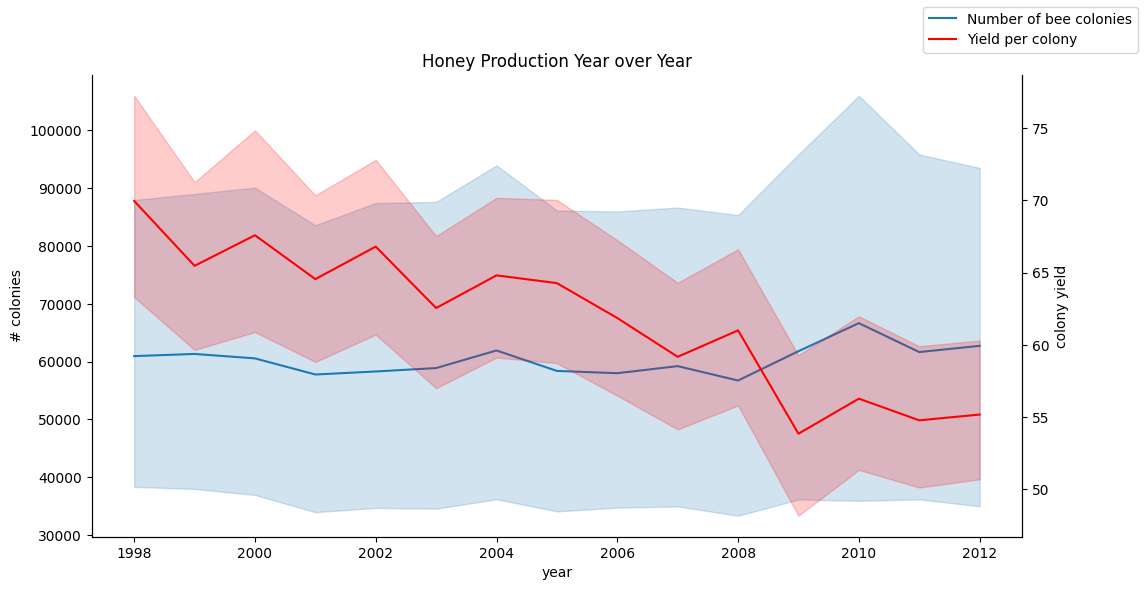 Number of bee colonies
Yield per colony
Honey Production Year over Year
# colonies
100000
90000
80000
70000
60000
50000
40000
30000
75
70
65
60
55
50
colony yield
1998 2000 2002 2004 2006 2008 2010 2012
year